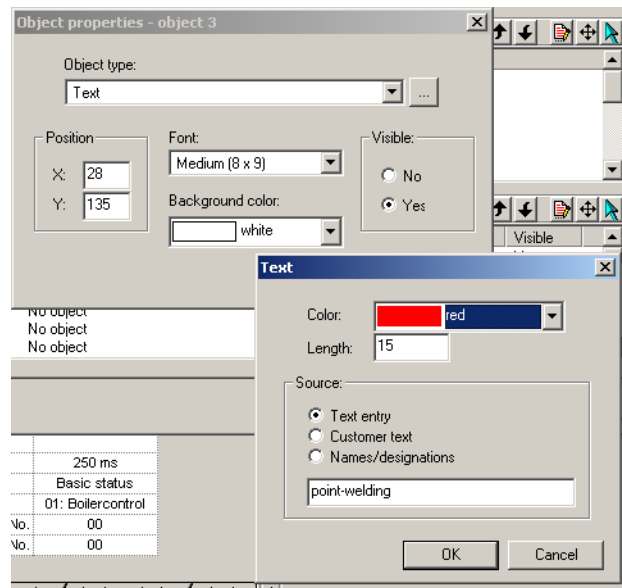 Object properties - object 3
Object type:
Text
...
Position
Font:
Visible:
X: 28
Medium (8 x 9)
No
Y: 135
Background color:
Yes
white
Visible
Text
No object
No object
No object
Color: red
Length: 15
Source:
Text entry
Customer text
Names/designations
point-welding
OK
Cancel
250 ms
Basic status
01: Boilercontrol
No. 00
No. 00